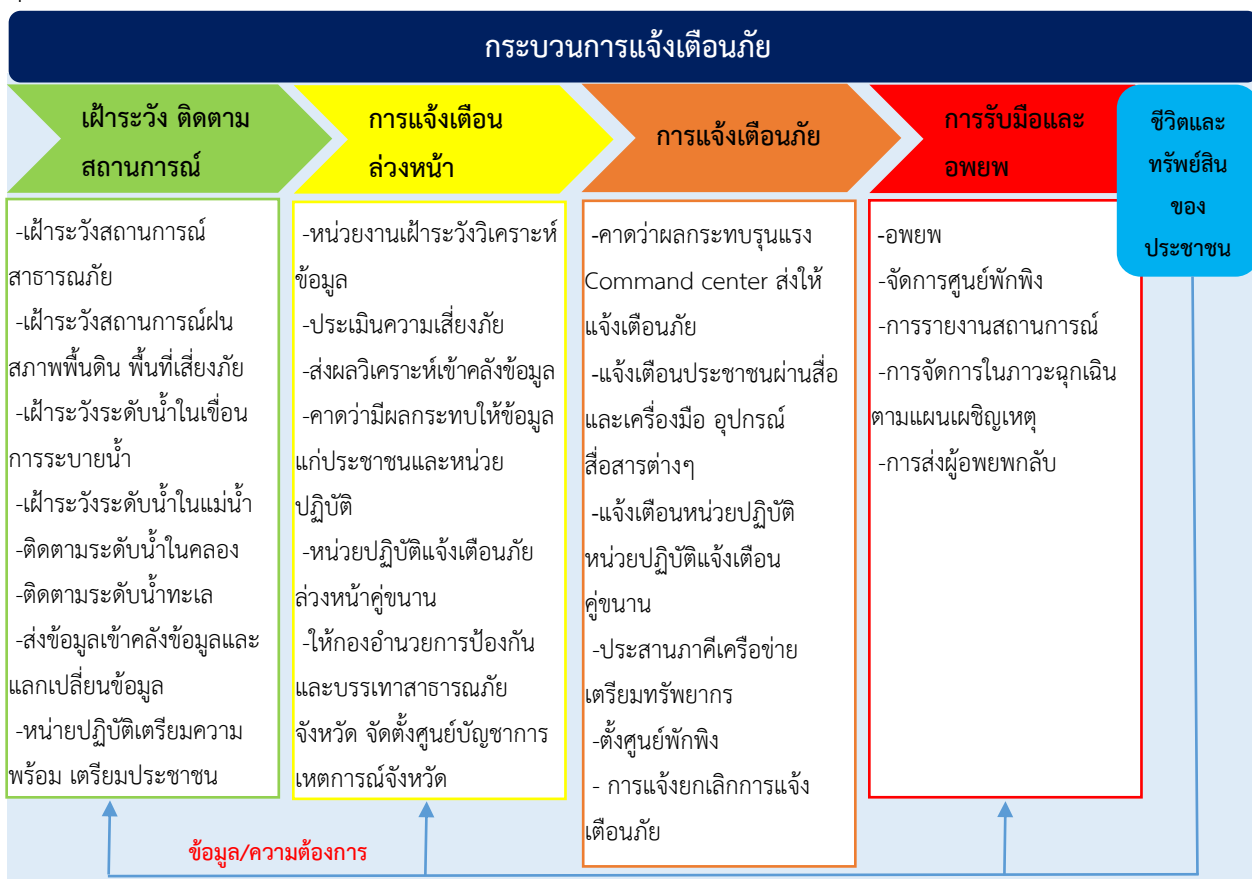 กระบวนการแจ้งเตือนภัย
เฝ้าระวัง ติดตาม
สถานการณ์
การแจ้งเตือน
ล่วงหน้า
การแจ้งเตือนภัย
การรับมือและ
อพยพ
ชีวิตและ
ทรัพย์สิน
ของ
ประชาชน
-เฝ้าระวังสถานการณ์
สาธารณภัย
-เฝ้าระวังสถานการณ์ฝน
สภาพพื้นดิน พื้นที่เสี่ยงภัย
-เฝ้าระวังระดับน้ำในเขื่อน
การระบายน้ำ
-เฝ้าระวังระดับน้ำในแม่น้ำ
-ติดตามระดับน้ำในคลอง
-ติดตามระดับน้ำทะเล
-ส่งข้อมูลเข้าคลังข้อมูลและ
แลกเปลี่ยนข้อมูล
-หน่ายปฏิบัติเตรียมความ
พร้อม เตรียมประชาชน
-หน่วยงานเฝ้าระวังวิเคราะห์
ข้อมูล
-ประเมินความเสี่ยงภัย
-ส่งผลวิเคราะห์เข้าคลังข้อมูล
-คาดว่ามีผลกระทบให้ข้อมูล
แก่ประชาชนและหน่วย
ปฏิบัติ
-หน่วยปฏิบัติแจ้งเตือนภัย
ล่วงหน้าคู่ขนาน
-ให้กองอำนวยการป้องกัน
และบรรเทาสาธารณภัย
จังหวัด จัดตั้งศูนย์บัญชาการ
เหตการณ์จังหวัด
-คาดว่าผลกระทบรุนแรง
Command center ส่งให้
แจ้งเตือนภัย
-แจ้งเตือนประชาชนผ่านสื่อ
และเครื่องมือ อุปกรณ์
สื่อสารต่างๆ
-แจ้งเตือนหน่วยปฏิบัติ
หน่วยปฏิบัติแจ้งเตือน
คู่ขนาน
-ประสานภาคีเครือข่าย
เตรียมทรัพยากร
-ตั้งศูนย์พักพิง
- การแจ้งยกเลิกการแจ้ง
เตือนภัย
-อพยพ
-จัดการศูนย์พักพิง
-การรายงานสถานการณ์
-การจัดการในภาวะฉุกเฉิน
ตามแผนเผชิญเหตุ
-การส่งผู้อพยพกลับ
ข้อมูล/ความต้องการ